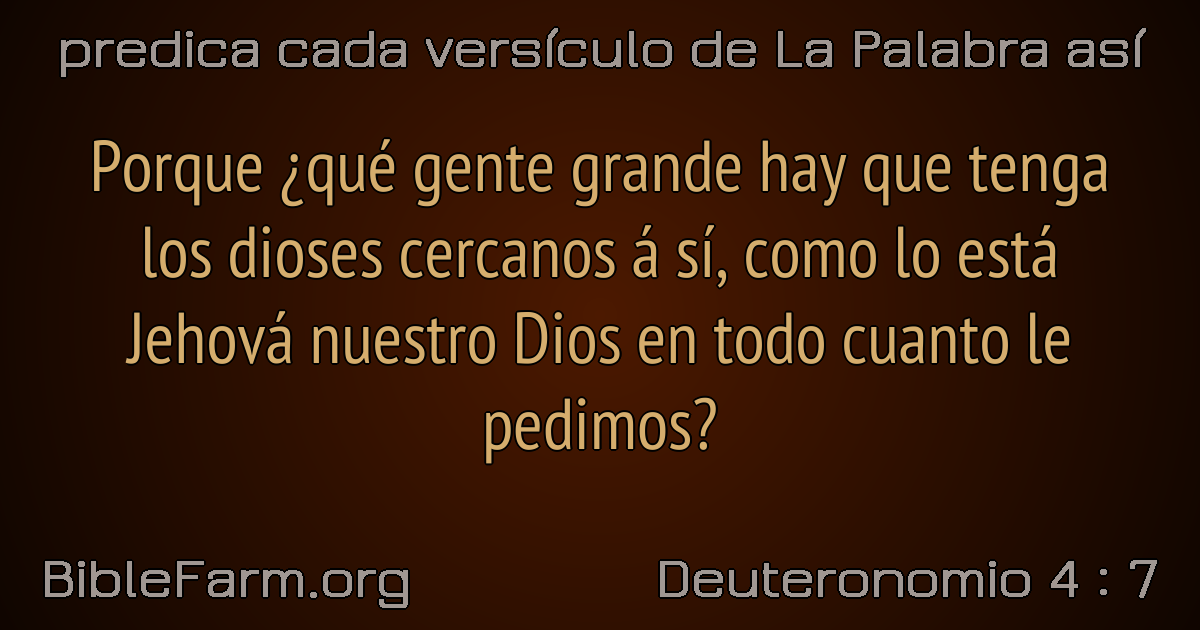 predica cada versículo de La Palabra así
Porque ¿qué gente grande hay que tenga
los dioses cercanos á sí, como lo está
Jehová nuestro Dios en todo cuanto le
pedimos?
BibleFarm.org
Deuteronomio 4 : 7